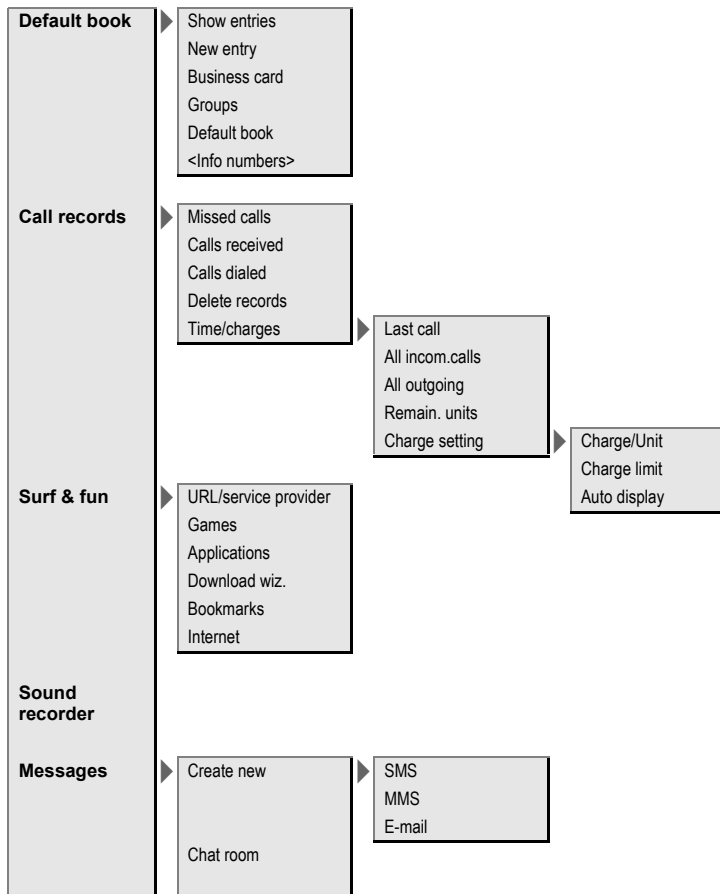 Default book
Show entries
New entry
Business card
Groups
Default book
<Info numbers>
Call records
Missed calls
Calls received
Calls dialed
Delete records
Time/charges
Last call
All incom.calls
All outgoing
Remain. units
Charge setting
Charge/Unit
Charge limit
Auto display
Surf & fun
URL/service provider
Games
Applications
Download wiz.
Bookmarks
Internet
Sound
recorder
Messages
Create new
SMS
MMS
E-mail
Chat room